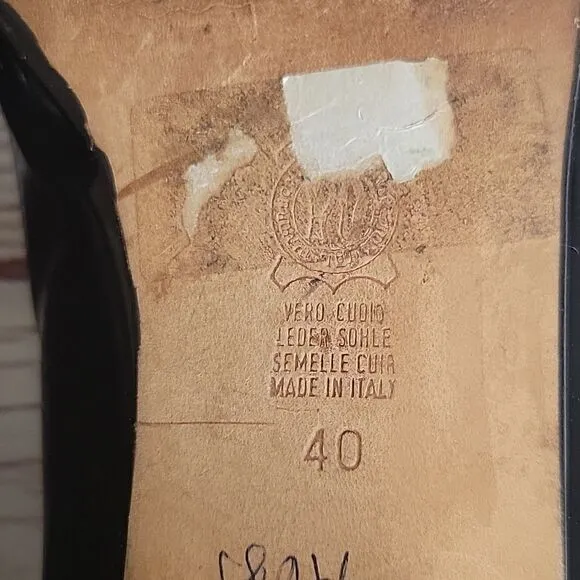 VERO CUOIO
LEDER SOHLE
SEMELLE CUIR
MADE IN ITALY
40